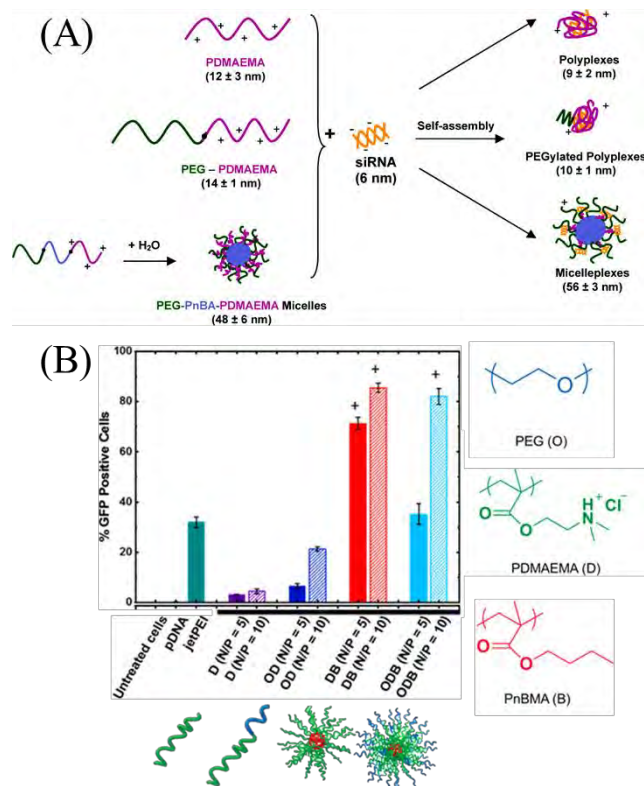 (A)
PDMAEMA
(12 ± 3 nm)
PEG – PDMAEMA
(14 ± 1 nm)
+ H₂O
PEG-PnBA-PDMAEMA Micelles
(48 ± 6 nm)
+
siRNA
(6 nm)
Self-assembly
Polyplexes
(9 ± 2 nm)
PEGylated Polyplexes
(10 ± 1 nm)
Micelleplexes
(56 ± 3 nm)
(B)
% GFP Positive Cells
100
80
60
40
20
0
+
+
+
Untreated cells
pDNA
jetPEI
D (N/P = 5)
D (N/P = 10)
OD (N/P = 5)
OD (N/P = 10)
DB (N/P = 5)
DB (N/P = 10)
ODB (N/P = 5)
ODB (N/P = 10)
O
PEG (O)
O
O
H
N
+
Cl⁻
PDMAEMA (D)
O
O
PnBMA (B)